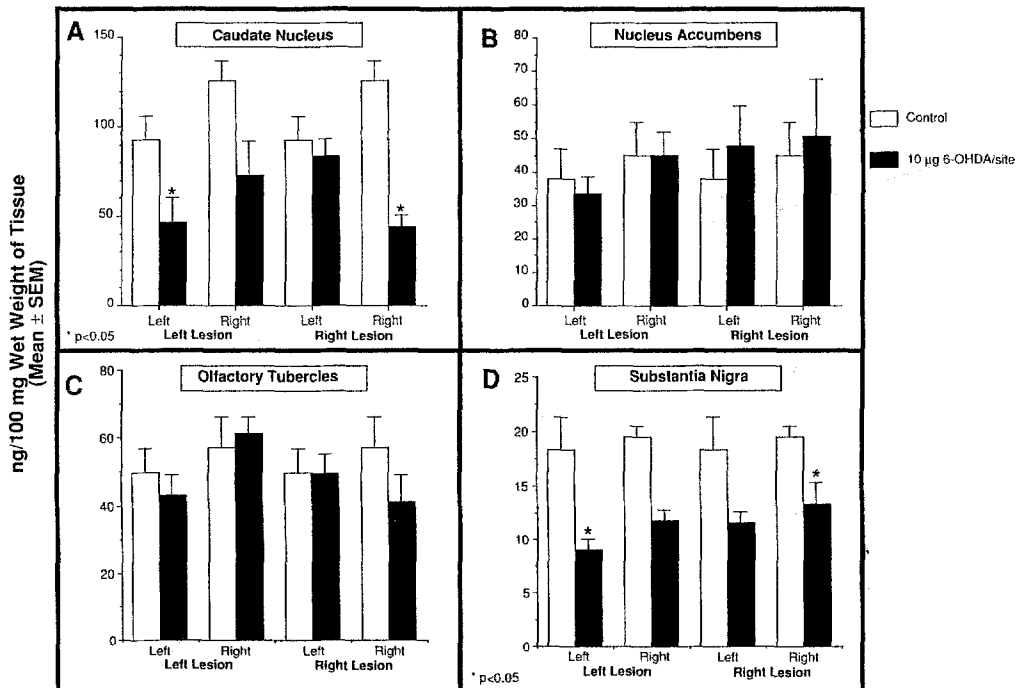 ng/100 mg Wet Weight of Tissue
(Mean ± SEM)
A
Caudate Nucleus
150
100
50
0
*
*
Left
Right
Left
Right
Left Lesion
Right Lesion
* p<0.05
B
Nucleus Accumbens
80
70
60
50
40
30
20
10
0
Left
Right
Left
Right
Left Lesion
Right Lesion
Control
10 µg 6-OHDA/site
C
Olfactory Tubercles
80
60
40
20
0
Left
Right
Left
Right
Left Lesion
Right Lesion
D
Substantia Nigra
25
20
15
10
5
0
*
*
Left
Right
Left
Right
Left Lesion
Right Lesion
* p<0.05